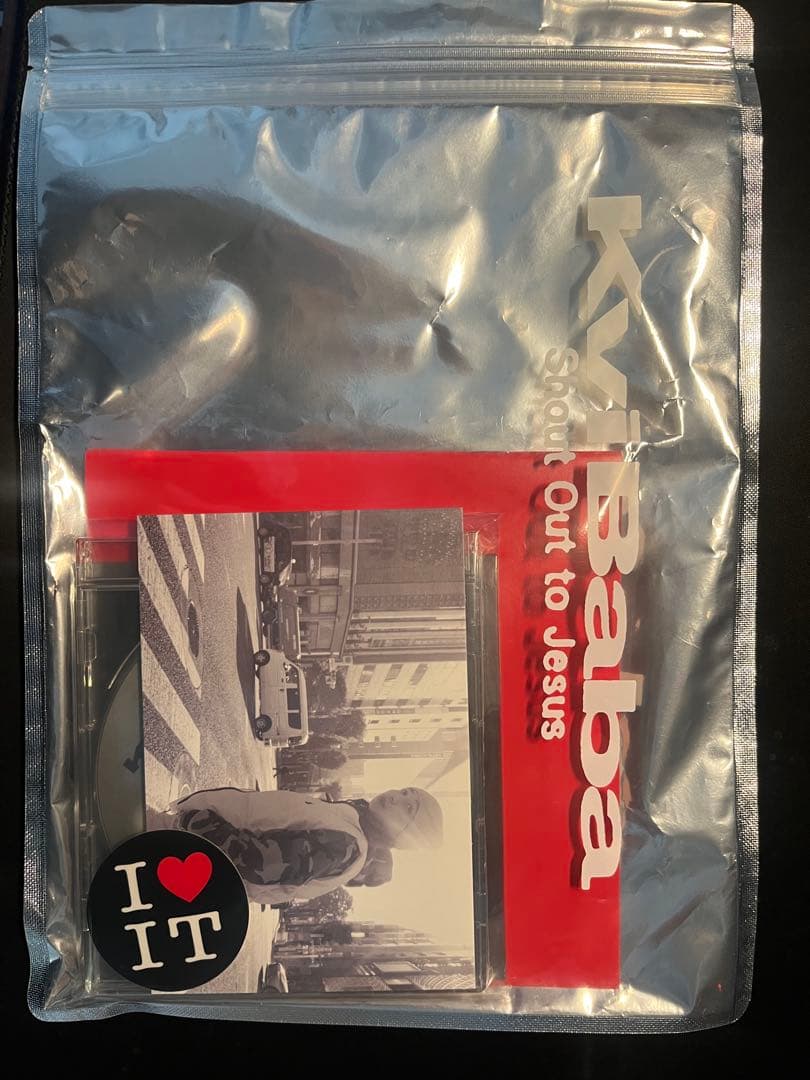 KviBaba
Shout Out to Jesus
I ❤ IT